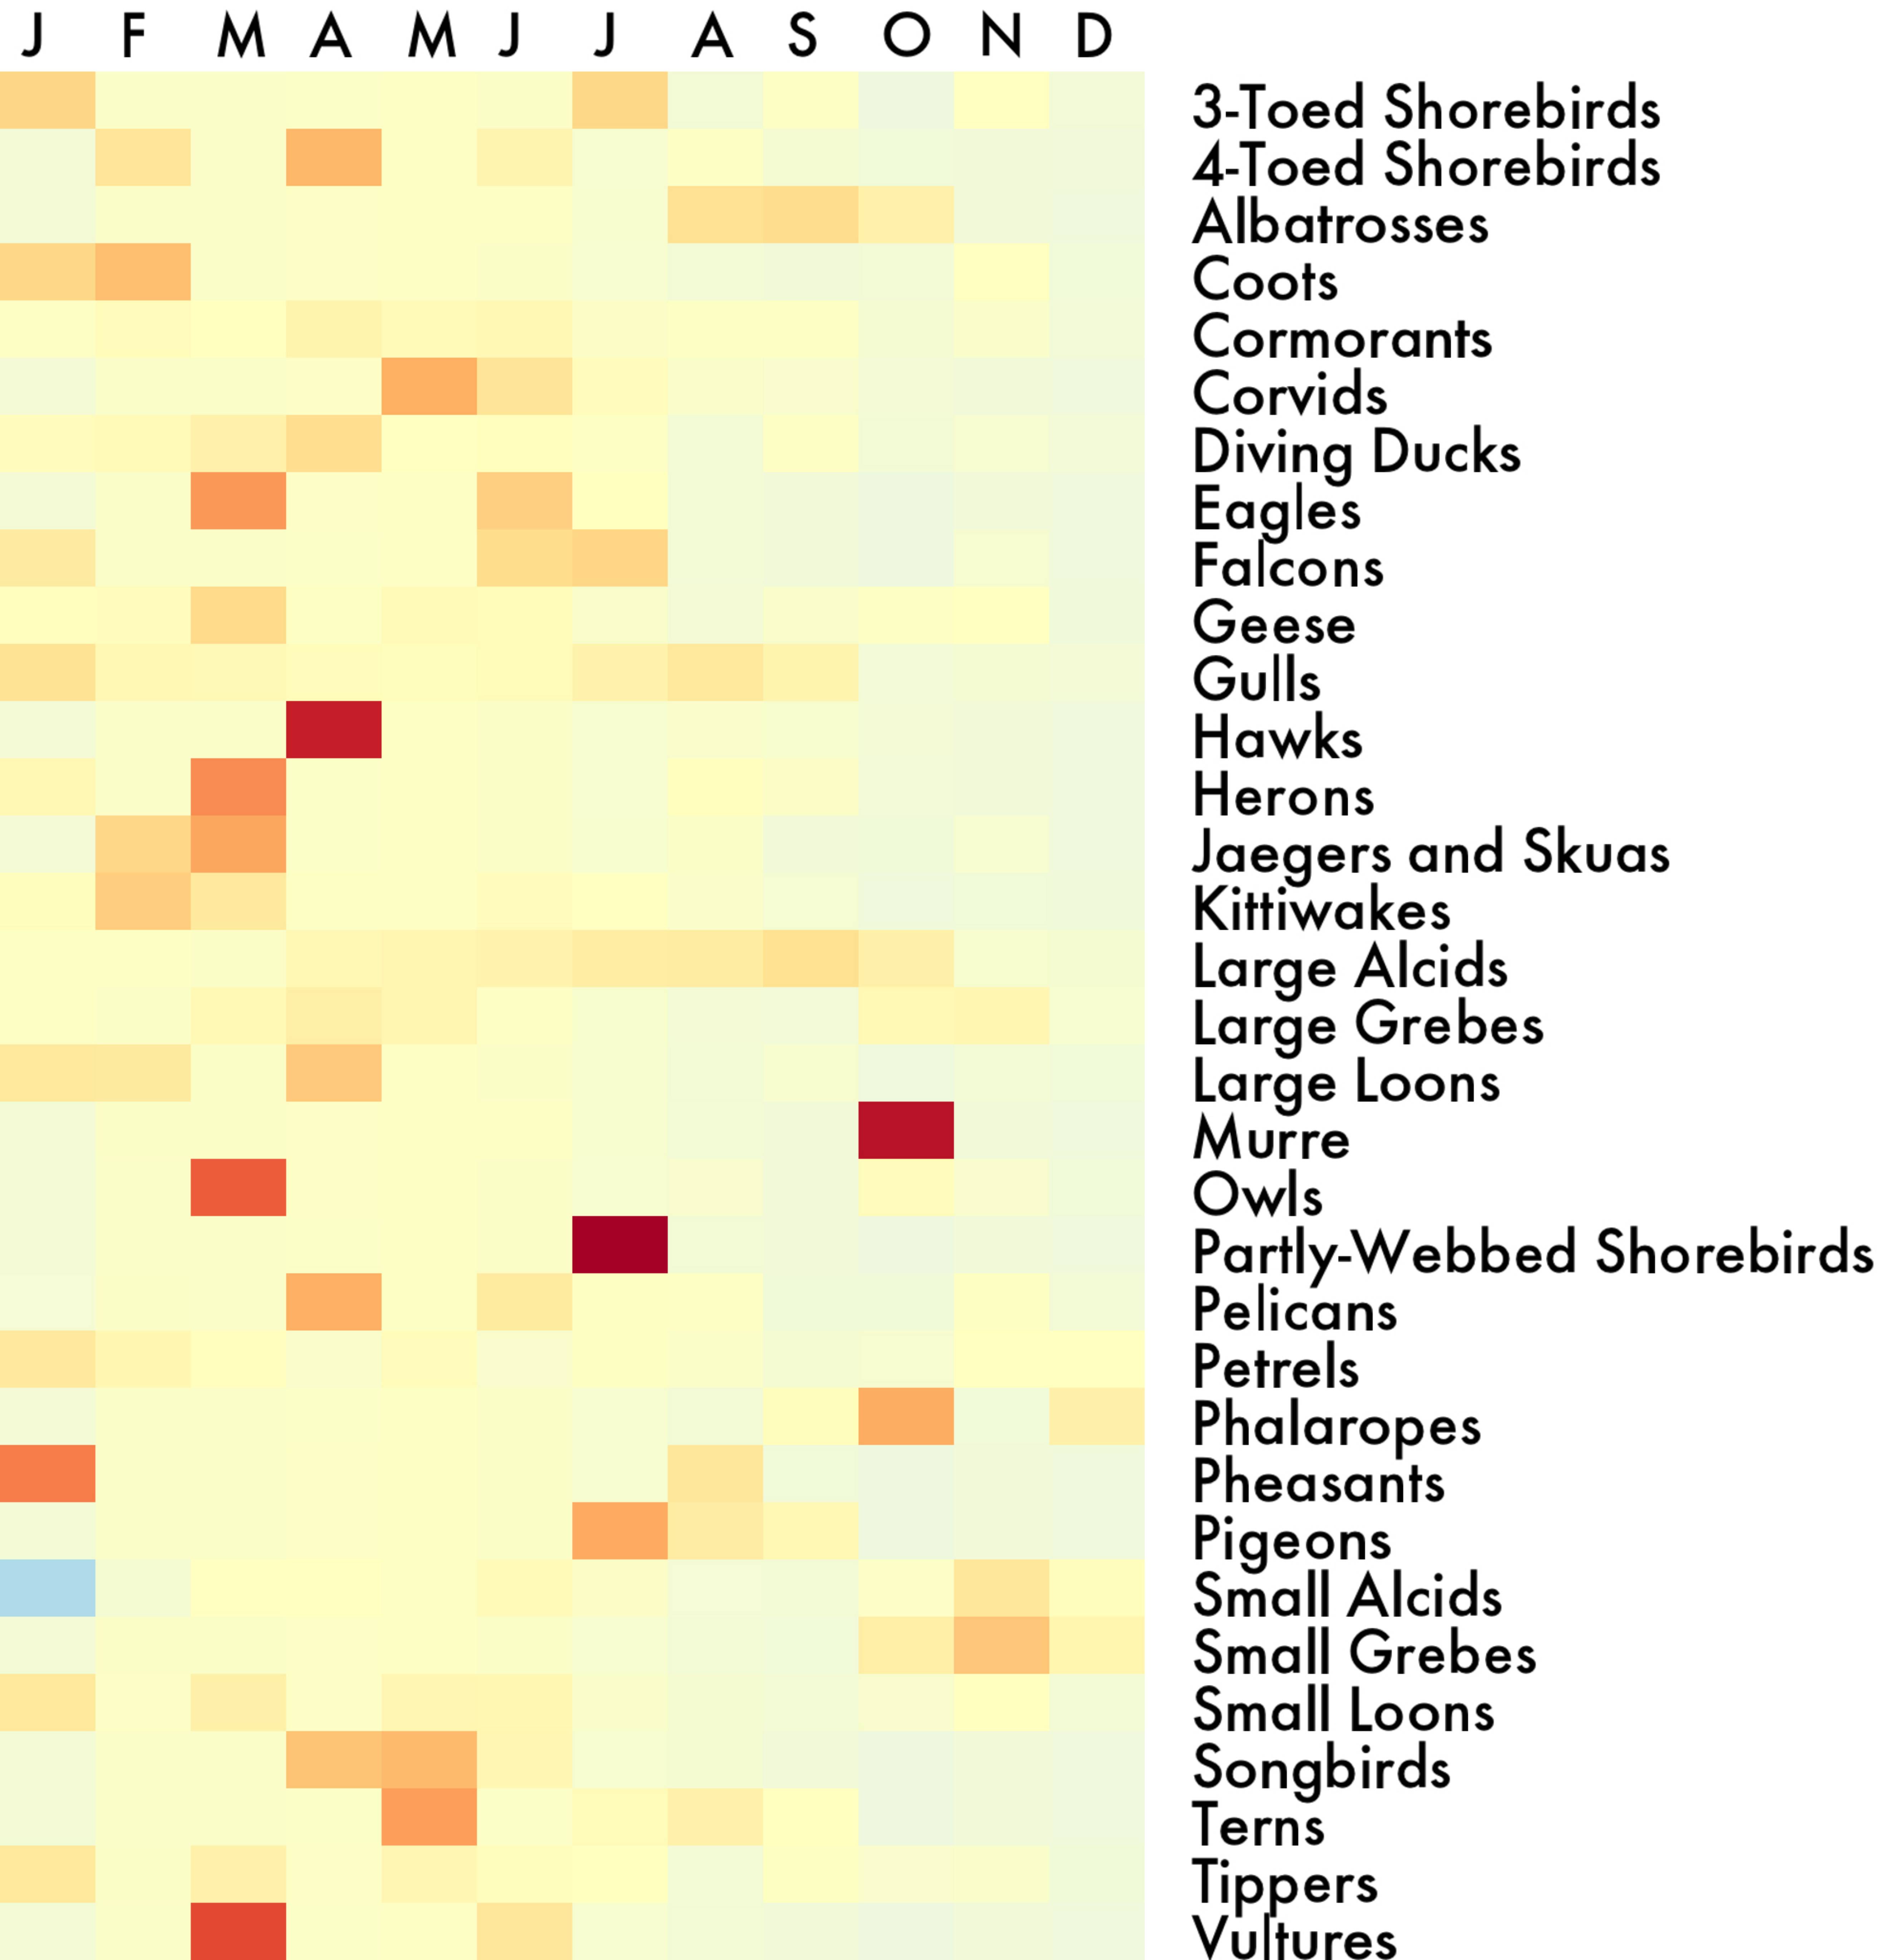 J F M A M J J A S O N D
3-Toed Shorebirds
4-Toed Shorebirds
Albatrosses
Coots
Cormorants
Corvids
Diving Ducks
Eagles
Falcons
Geese
Gulls
Hawks
Herons
Jaegers and Skuas
Kittiwakes
Large Alcids
Large Grebes
Large Loons
Murre
Owls
Partly-Webbed Shorebirds
Pelicans
Petrels
Phalaropes
Pheasants
Pigeons
Small Alcids
Small Grebes
Small Loons
Songbirds
Terns
Tippers
Vultures